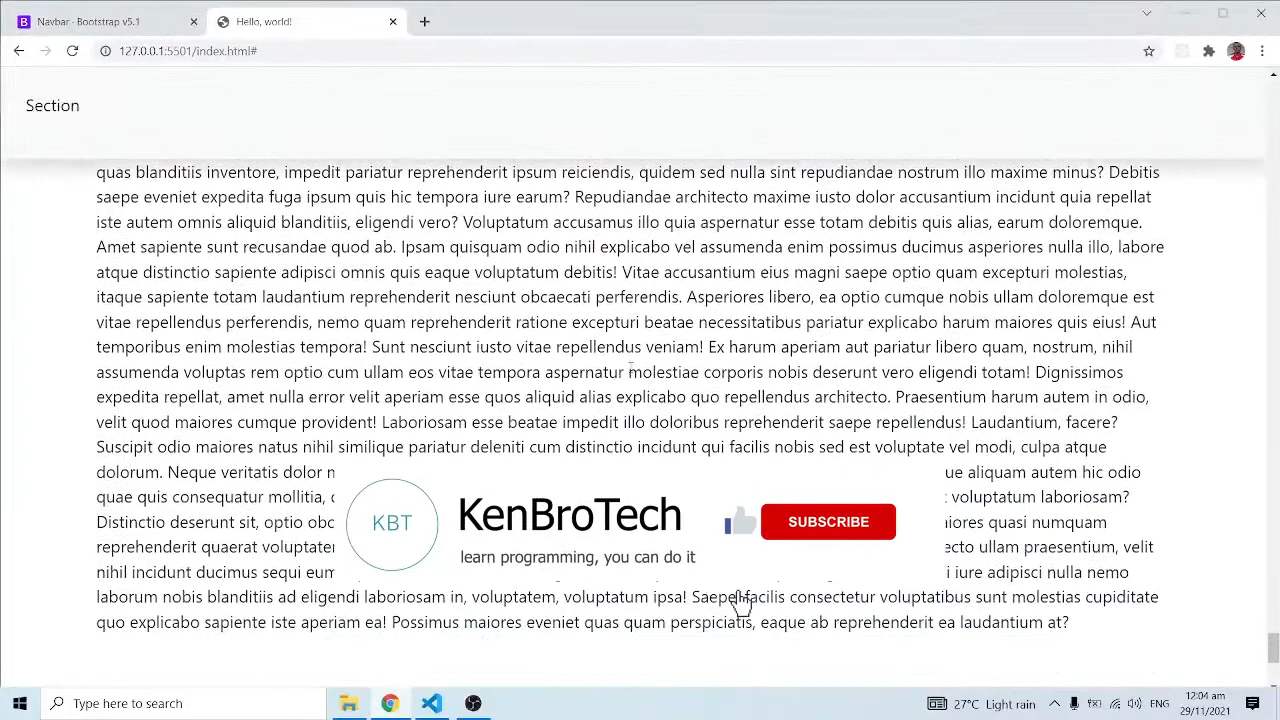 Navbar · Bootstrap v5.1
Hello, world!
127.0.0.1:5501/index.html#
Section
quas blanditiis inventore, impedit pariatur reprehenderit ipsum reiciendis, quidem sed nulla sint repudiandae nostrum illo maxime minus? Debitis
saepe eveniet expedita fuga ipsum quis hic tempora iure earum? Repudiandae architecto maxime iusto dolor accusantium incidunt quia repellat
iste autem omnis aliquid blanditiis, eligendi vero? Voluptatum accusamus illo quia aspernatur esse totam debitis quis alias, earum doloremque.
Amet sapiente sunt recusandae quod ab. Ipsam quisquam odio nihil explicabo vel assumenda enim possimus ducimus asperiores nulla illo, labore
atque distinctio sapiente adipisci omnis quis eaque voluptatum debitis! Vitae accusantium eius magni saepe optio quam excepturi molestias,
itaque sapiente totam laudantium reprehenderit nesciunt obcaecati perferendis. Asperiores libero, ea optio cumque nobis ullam doloremque est
vitae repellendus perferendis, nemo quam reprehenderit ratione excepturi beatae necessitatibus pariatur explicabo harum maiores quis eius! Aut
temporibus enim molestias tempora! Sunt nesciunt iusto vitae repellendus veniam! Ex harum aperiam aut pariatur libero quam, nostrum, nihil
assumenda voluptas rem optio cum ullam eos vitae tempora aspernatur molestiae corporis nobis deserunt vero eligendi totam! Dignissimos
expedita repellat, amet nulla error velit aperiam esse quos aliquid alias explicabo quo repellendus architecto. Praesentium harum autem in odio,
velit quod maiores cumque provident! Laboriosam esse beatae impedit illo doloribus reprehenderit saepe repellendus! Laudantium, facere?
Suscipit odio maiores natus nihil similique pariatur deleniti cum distinctio incidunt qui facilis nobis sed est voluptate vel modi, culpa atque
dolorum. Neque veritatis dolor ue aliquam autem hic odio
quae quis consequatur mollitia, voluptatum laboriosam?
Distinctio deserunt sit, optio iores quasi numquam
reprehenderit quaerat voluptater ecto ullam praesentium, velit
nihil incidunt ducimus sequi eum i iure adipisci nulla nemo
KBT
KenBroTech
learn programming, you can do it
SUBSCRIBE
laborum nobis blanditiis ad eligendi laboriosam in, voluptatem, voluptatum ipsa! Saepe facilis consectetur voluptatibus sunt molestias cupiditate
quo explicabo sapiente iste aperiam ea! Possimus maiores eveniet quas quam perspiciatis, eaque ab reprehenderit ea laudantium at?
Type here to search
27°C Light rain
12:04 am
29/11/2021